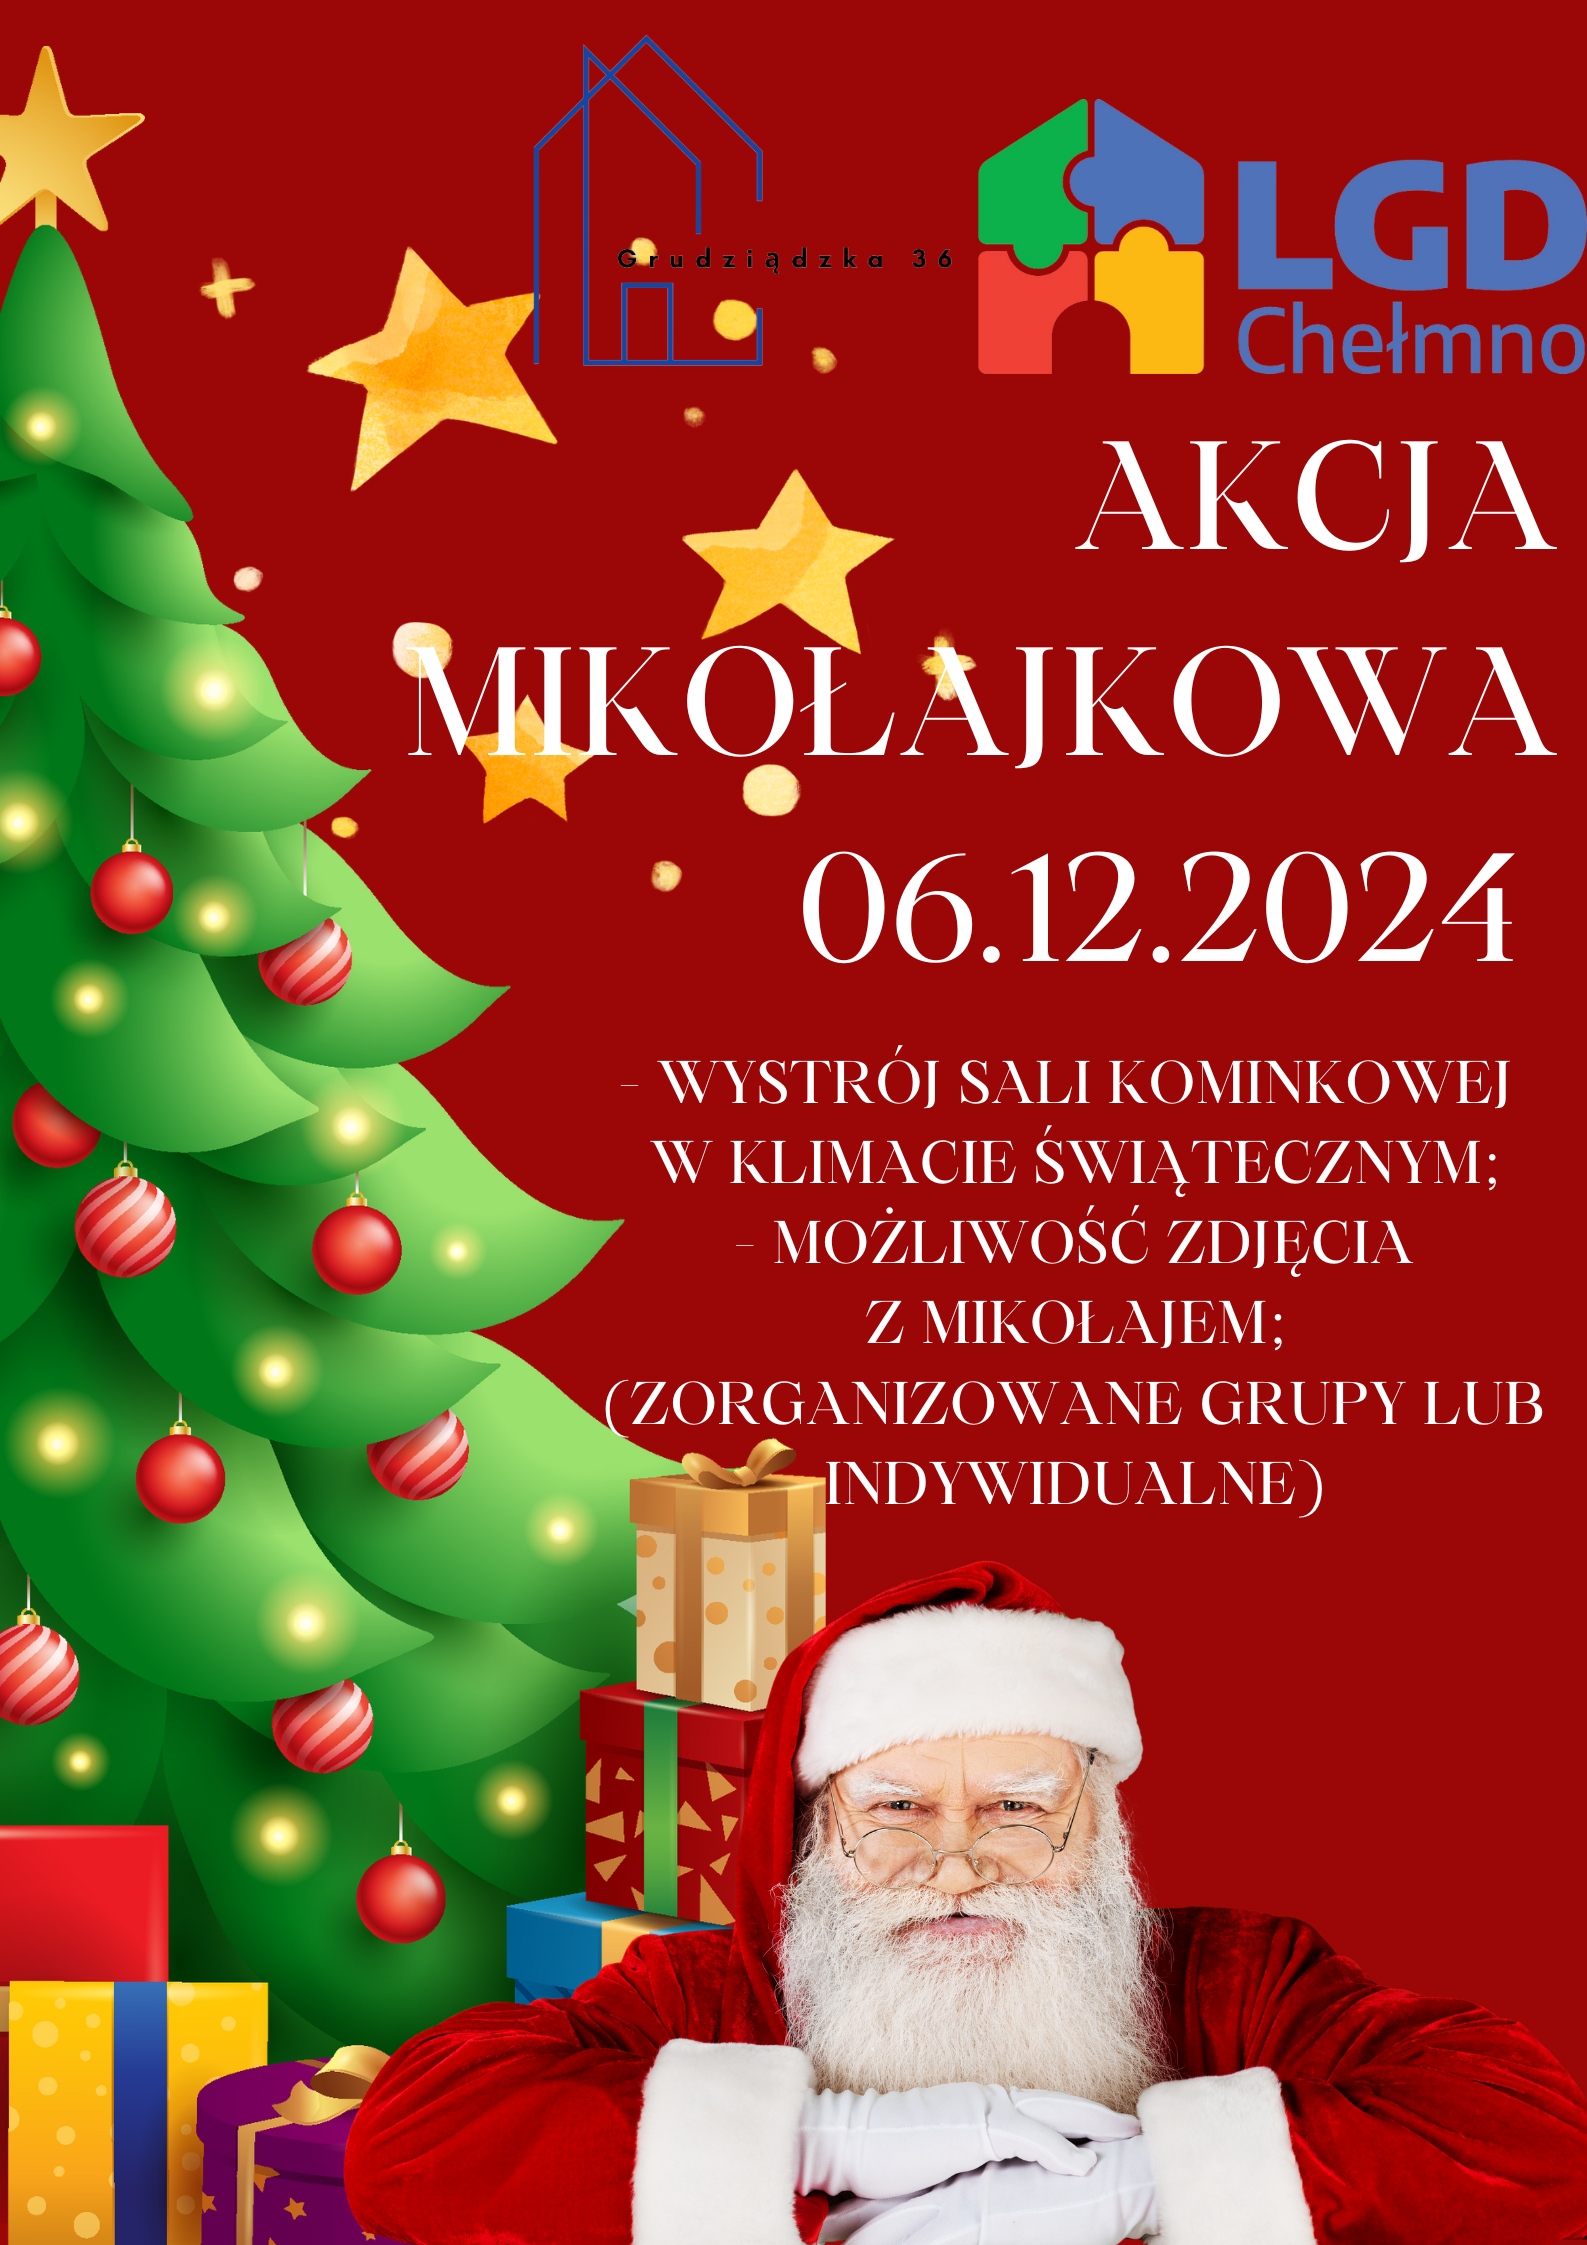 Grudziądzka 36
LGD
Chełmno
AKCJA
MIKOŁAJKOWA
06.12.2024
- WYSTRÓJ SALI KOMINKOWEJ
W KLIMACIE ŚWIĄTECZNYM;
- MOŻLIWOŚĆ ZDJĘCIA
Z MIKOŁAJEM;
(ZORGANIZOWANE GRUPY LUB
INDYWIDUALNE)